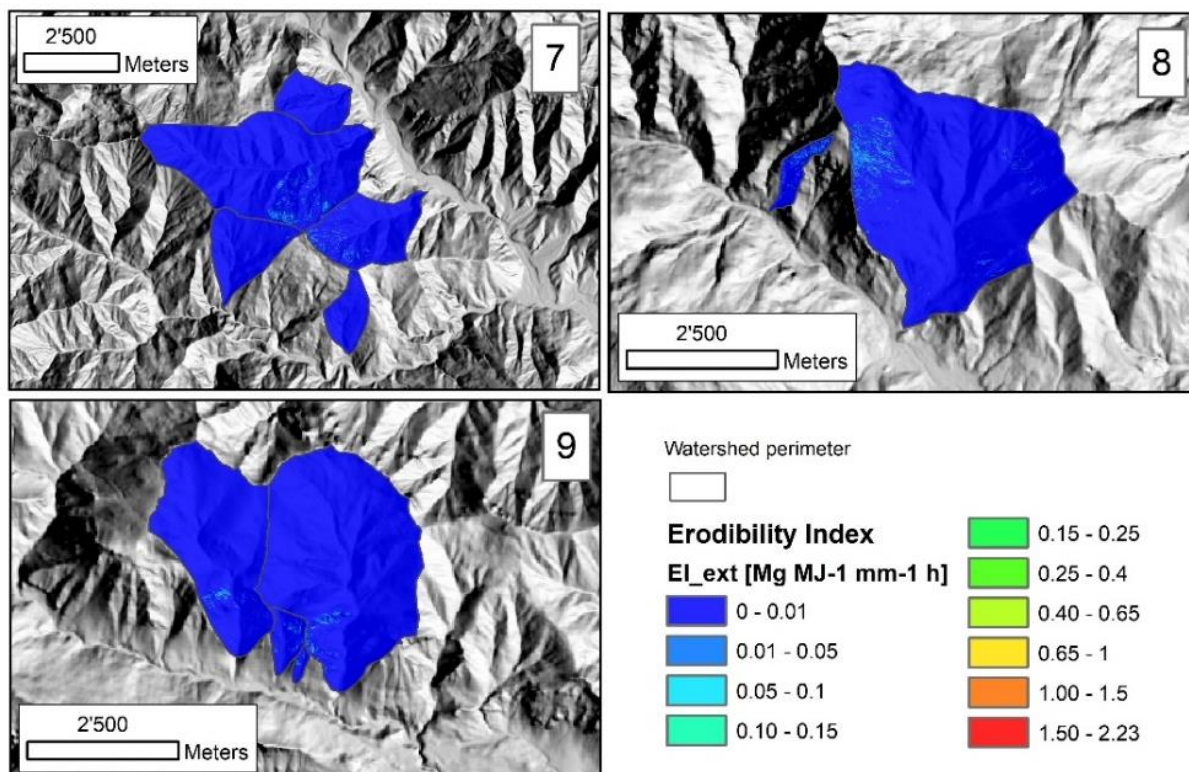 2'500
Meters
7
8
2'500
Meters
9
2'500
Meters
Watershed perimeter
Erodibility Index
EI_ext [Mg MJ-1 mm-1 h]
0 - 0.01
0.01 - 0.05
0.05 - 0.1
0.10 - 0.15
0.15 - 0.25
0.25 - 0.4
0.40 - 0.65
0.65 - 1
1.00 - 1.5
1.50 - 2.23